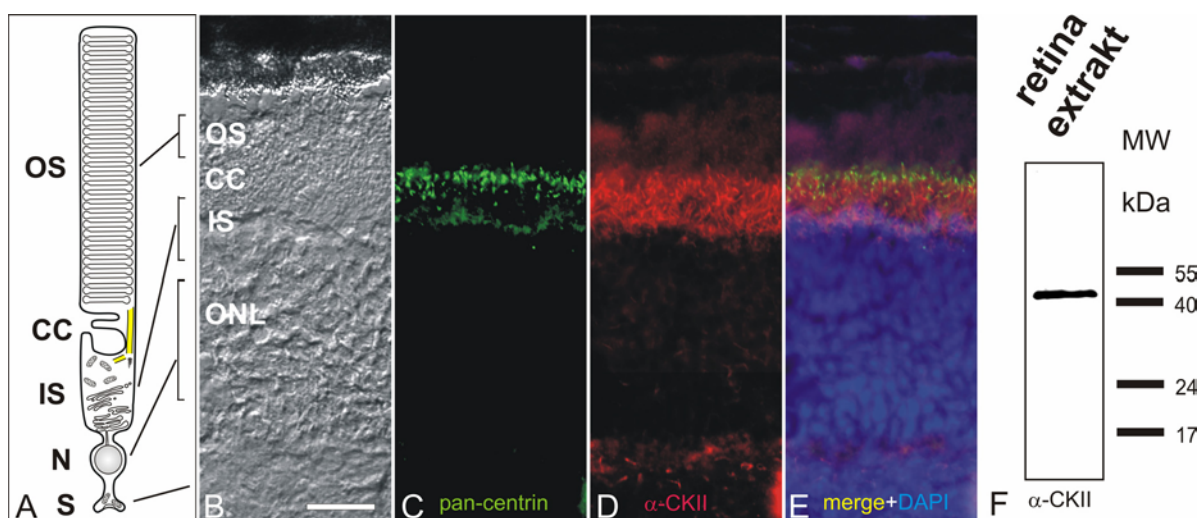 OS
CC
IS
N
S
A
OS
CC
IS
ONL
B
C
pan-centrin
D
α-CKII
E
merge+DAPI
retina
extrakt
MW
kDa
55
40
24
17
F
α-CKII